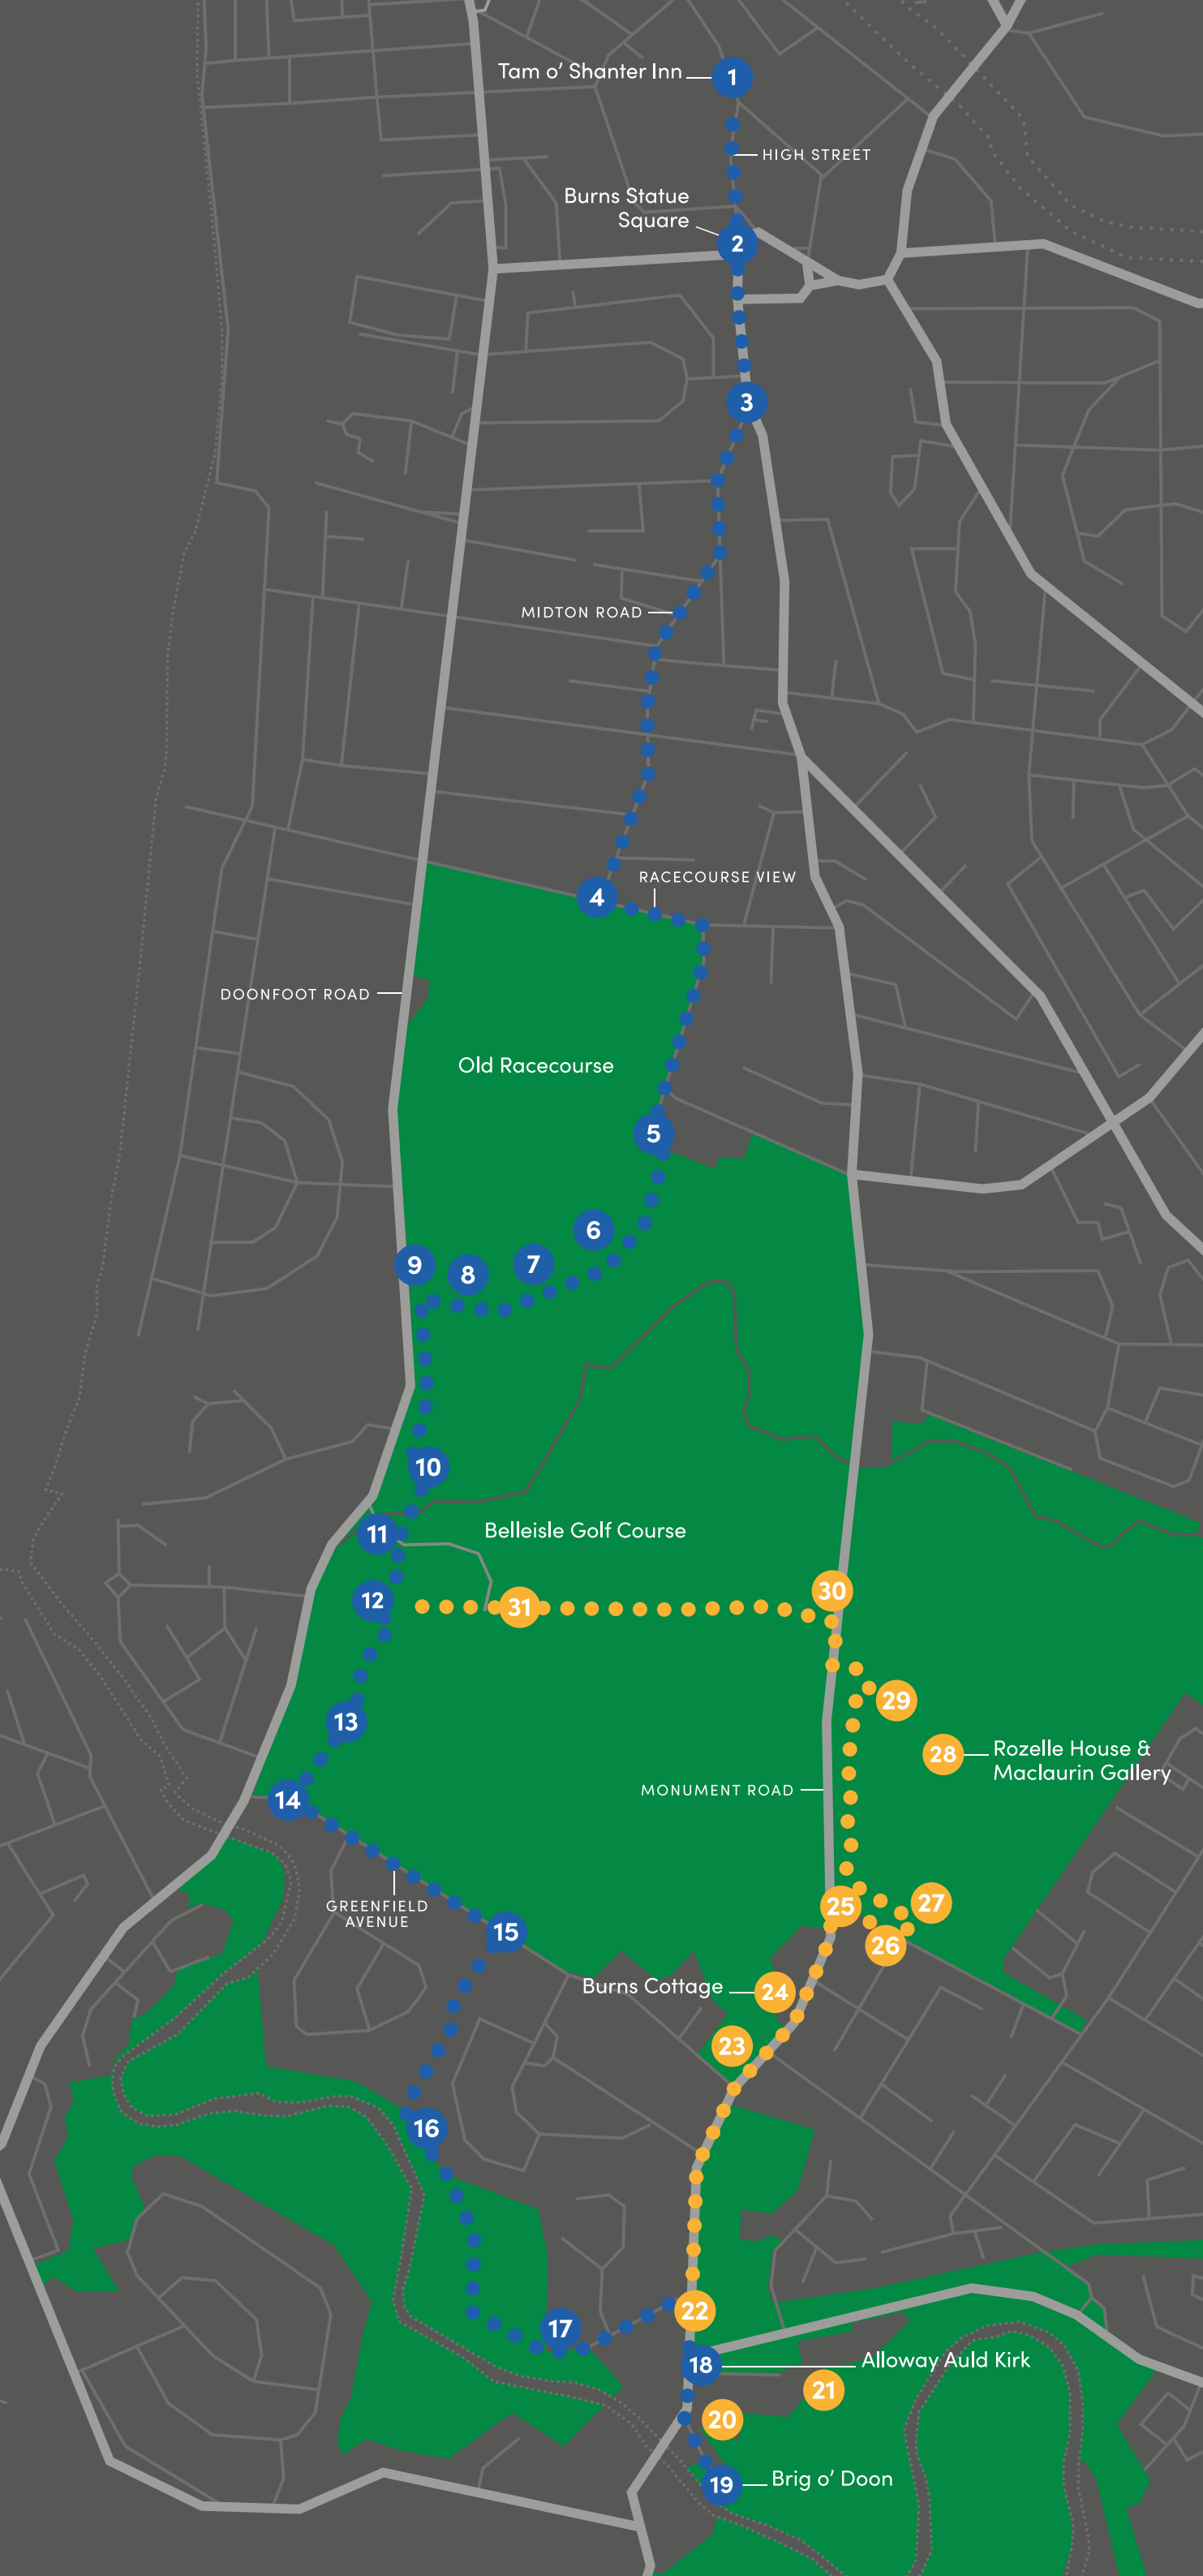 Tam o’ Shanter Inn
1
HIGH STREET
Burns Statue
Square
2
3
MIDTON ROAD
4
RACECOURSE VIEW
DOONFOOT ROAD
Old Racecourse
5
6
7
8
9
10
11
Belleisle Golf Course
12
31
30
13
29
28
Rozelle House &
Maclaurin Gallery
MONUMENT ROAD
14
GREENFIELD
AVENUE
15
25
27
26
Burns Cottage
24
23
16
17
22
18
Alloway Auld Kirk
21
20
19
Brig o’ Doon